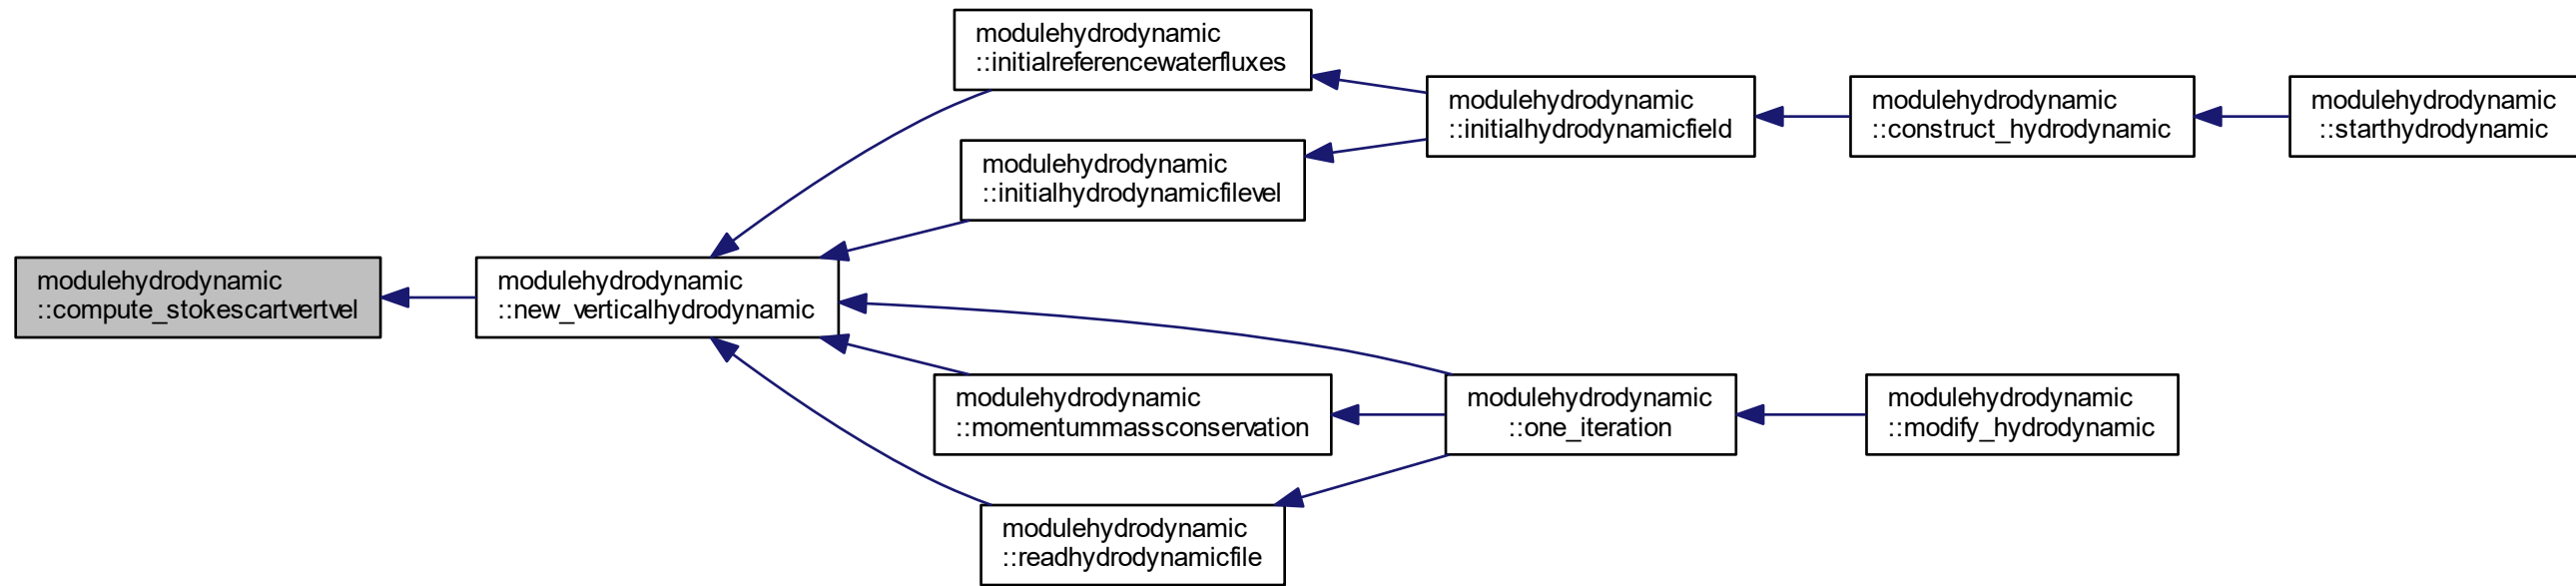 modulehydrodynamic
::initialreferencewaterfluxes
modulehydrodynamic
::initialhydrodynamicfield
modulehydrodynamic
::construct_hydrodynamic
modulehydrodynamic
::starthydrodynamic
modulehydrodynamic
::initialhydrodynamicfilevel
modulehydrodynamic
::compute_stokescartvertvel
modulehydrodynamic
::new_verticalhydrodynamic
modulehydrodynamic
::momentummassconservation
modulehydrodynamic
::one_iteration
modulehydrodynamic
::modify_hydrodynamic
modulehydrodynamic
::readhydrodynamicfile